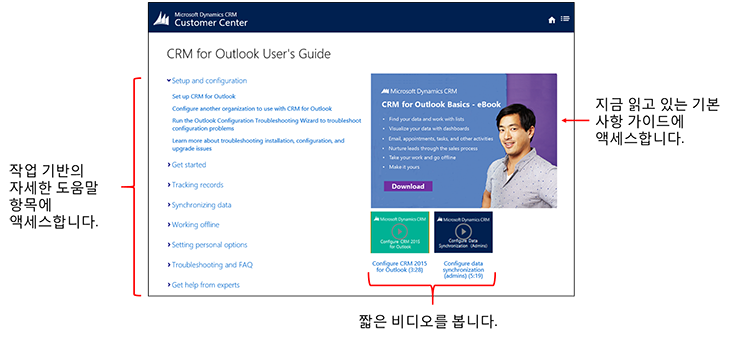 Microsoft Dynamics CRM
Customer Center
CRM for Outlook User's Guide
Setup and configuration
Set up CRM for Outlook
Configure another organization to use with CRM for Outlook
Run the Outlook Configuration Troubleshooting Wizard to troubleshoot
configuration problems
Learn more about troubleshooting installation, configuration, and
upgrade issues
Get started
Tracking records
Synchronizing data
Working offline
Setting personal options
Troubleshooting and FAQ
Get help from experts
Microsoft Dynamics CRM
CRM for Outlook Basics - eBook
• Find your data and work with lists
• Visualize your data with dashboards
• Email, appointments, tasks, and other activities
• Nurture leads through the sales process
• Take your work and go offline
• Make it yours
Download
Microsoft Dynamics CRM
Configure CRM 2015
for Outlook
Configure CRM 2015
for Outlook (3:28)
Microsoft Dynamics CRM
Configure Data
Synchronization (Admins)
Configure data
synchronization
(admins) (5:19)
작업 기반의
자세한 도움말
항목에
액세스합니다.
지금 읽고 있는 기본
사항 가이드에
액세스합니다.
짧은 비디오를 봅니다.